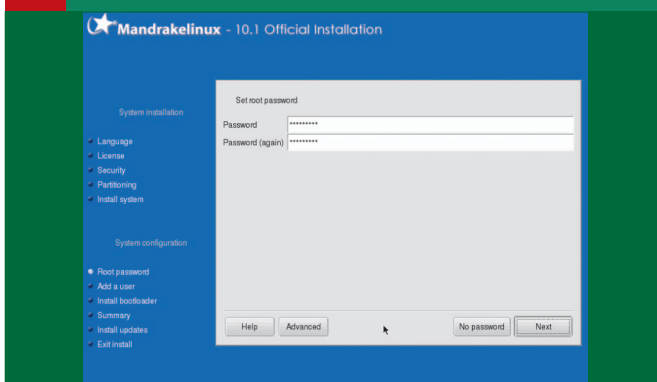 Mandrakelinux - 10.1 Official Installation
System installation
Language
License
Security
Partitioning
Install system
System configuration
Root password
Add a user
Install bootloader
Summary
Install updates
Exit install
Set root password
Password *********
Password (again) *********
Help Advanced No password Next